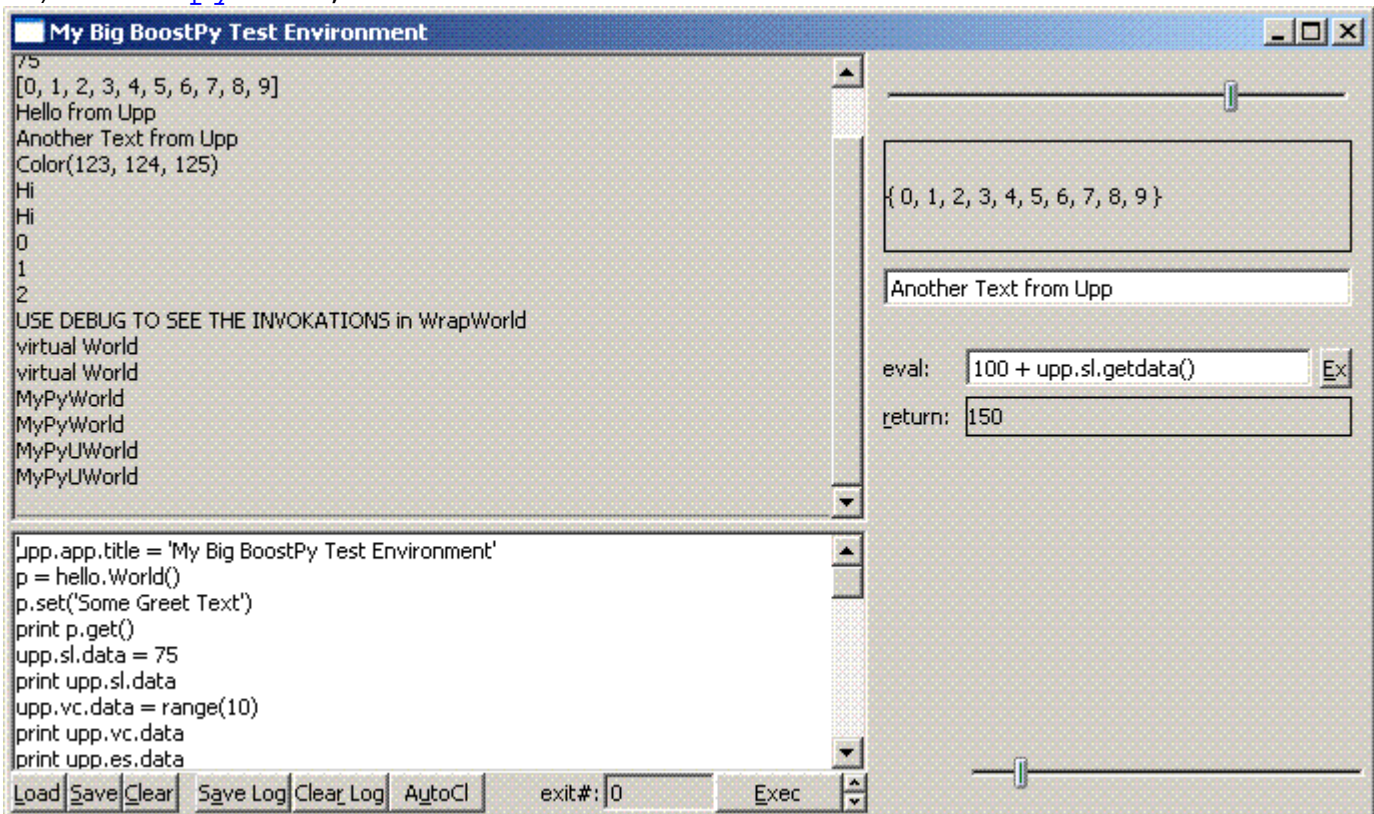 py
My Big BoostPy Test Environment
75
[0, 1, 2, 3, 4, 5, 6, 7, 8, 9]
Hello from Upp
Another Text from Upp
Color(123, 124, 125)
Hi
Hi
0
1
2
USE DEBUG TO SEE THE INVOKATIONS in WrapWorld
virtual World
virtual World
MyPyWorld
MyPyWorld
MyPyUWorld
MyPyUWorld
upp.app.title = 'My Big BoostPy Test Environment'
p = hello.World()
p.set('Some Greet Text')
print p.get()
upp.sl.data = 75
print upp.sl.data
upp.vc.data = range(10)
print upp.vc.data
print upp.es.data
Load Save Clear Save Log Clear Log AutoCl exit#: 0 Exec
{ 0, 1, 2, 3, 4, 5, 6, 7, 8, 9 }
Another Text from Upp
eval: 100 + upp.sl.getdata() Ex
return: 150